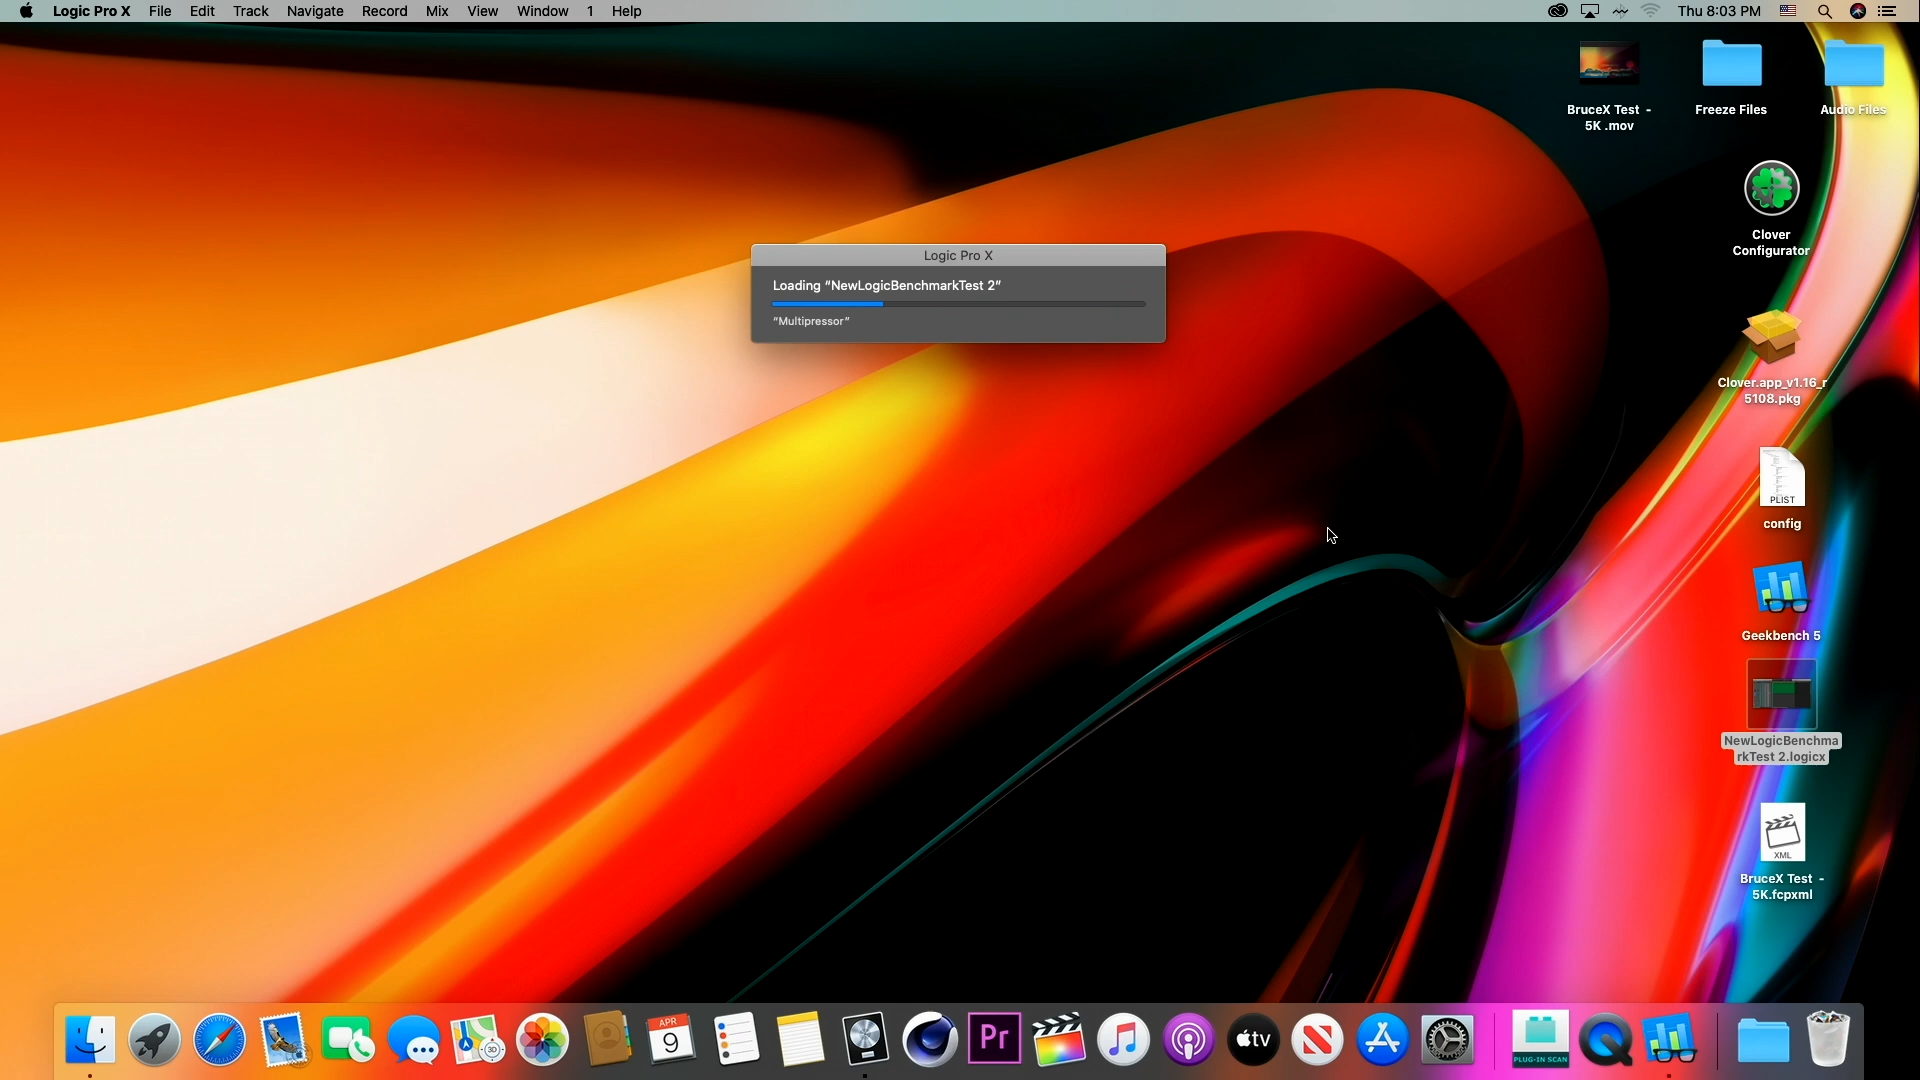 Logic Pro X File Edit Track Navigate Record Mix View Window 1 Help Thu 8:03 PM
BruceX Test -
5K .mov
Freeze Files
Audio Files
Clover
Configurator
Logic Pro X
Loading “NewLogicBenchmarkTest 2”
“Multipressor”
Clover.app_v1.16_r
5108.pkg
PLIST
config
Geekbench 5
NewLogicBenchma
rkTest 2.logicx
XML
BruceX Test -
5K.fcpxml
3D
APR
9
Pr
tv
PLUG-IN SCAN